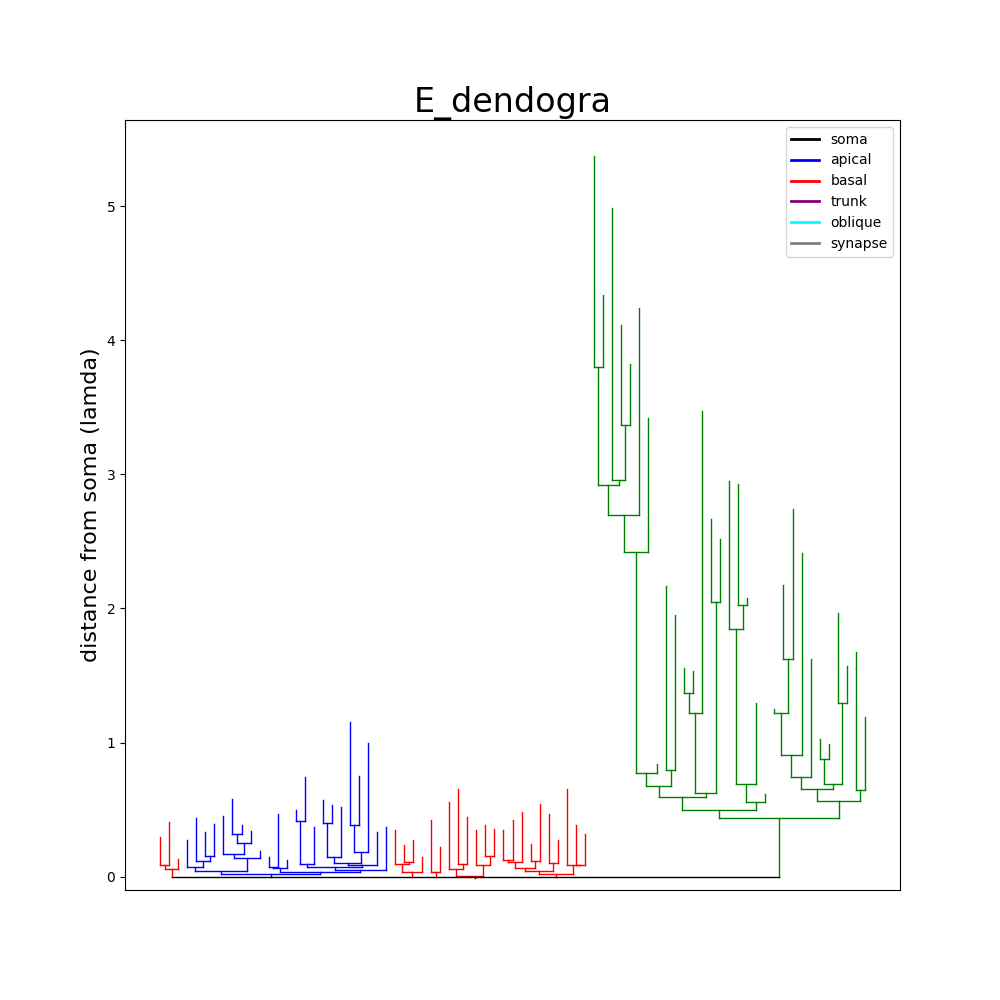 E_dendogra
soma
apical
basal
trunk
oblique
synapse
distance from soma (lamda)
5
4
3
2
1
0